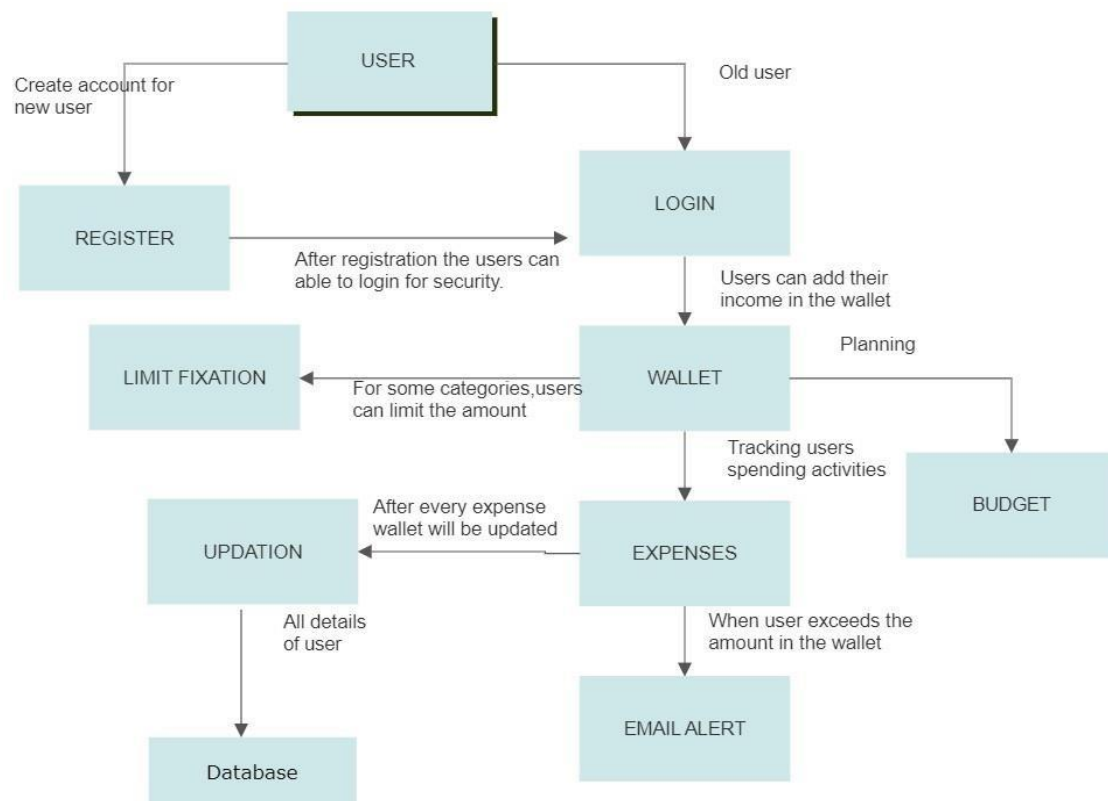 USER
Create account for
new user
Old user
LOGIN
REGISTER
After registration the users can
able to login for security.
Users can add their
income in the wallet
Planning
LIMIT FIXATION
WALLET
For some categories,users
can limit the amount
Tracking users
spending activities
BUDGET
After every expense
wallet will be updated
UPDATION
EXPENSES
All details
of user
When user exceeds the
amount in the wallet
EMAIL ALERT
Database